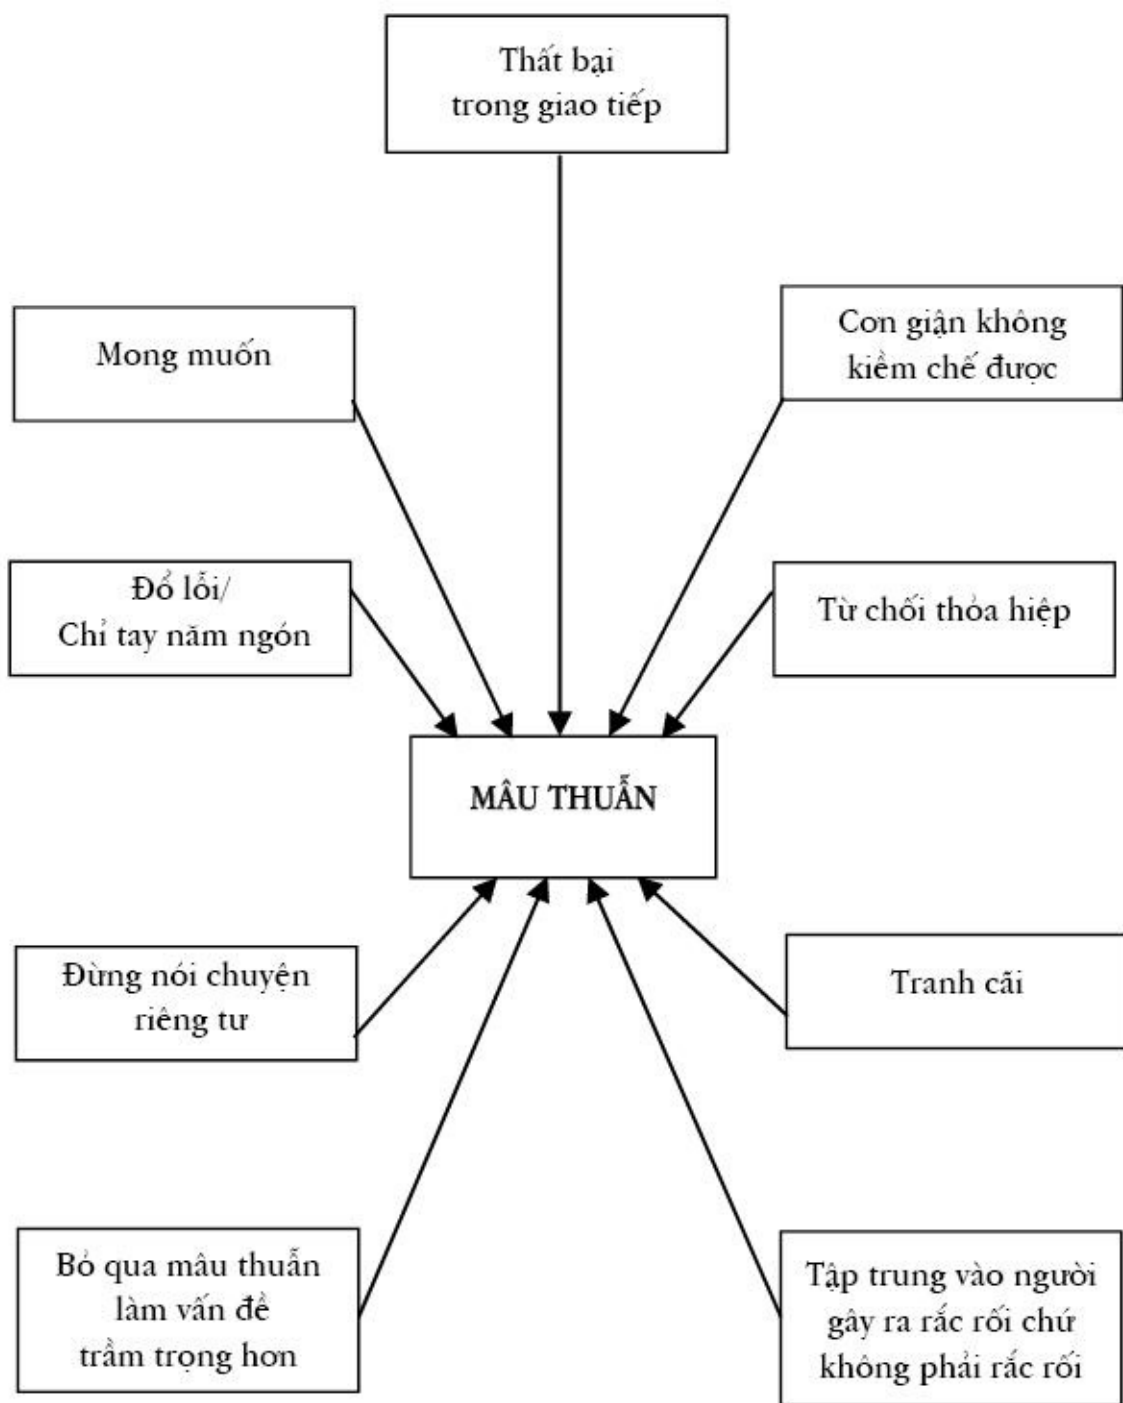 Thất bại
trong giao tiếp
Mong muốn
Cơn giận không
kiềm chế được
Đổ lỗi/
Chỉ tay năm ngón
Từ chối thỏa hiệp
MÂU THUẪN
Đừng nói chuyện
riêng tư
Tranh cãi
Bỏ qua mâu thuẫn
làm vấn đề
trầm trọng hơn
Tập trung vào người
gây ra rắc rối chứ
không phải rắc rối